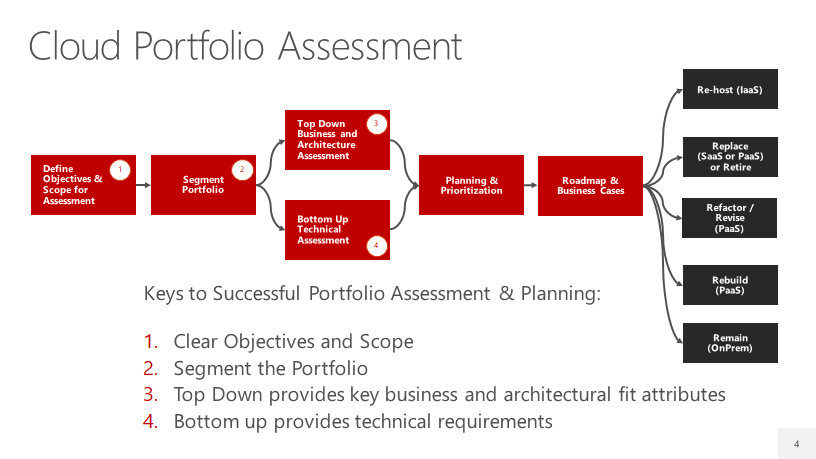 Cloud Portfolio Assessment
Define
Objectives &
Scope for
Assessment
1
Segment
Portfolio
2
Top Down
Business and
Architecture
Assessment
3
Bottom Up
Technical
Assessment
4
Planning &
Prioritization
Roadmap &
Business Cases
Re-host (IaaS)
Replace
(SaaS or PaaS)
or Retire
Refactor /
Revise
(PaaS)
Rebuild
(PaaS)
Remain
(OnPrem)
Keys to Successful Portfolio Assessment & Planning:
1. Clear Objectives and Scope
2. Segment the Portfolio
3. Top Down provides key business and architectural fit attributes
4. Bottom up provides technical requirements
4